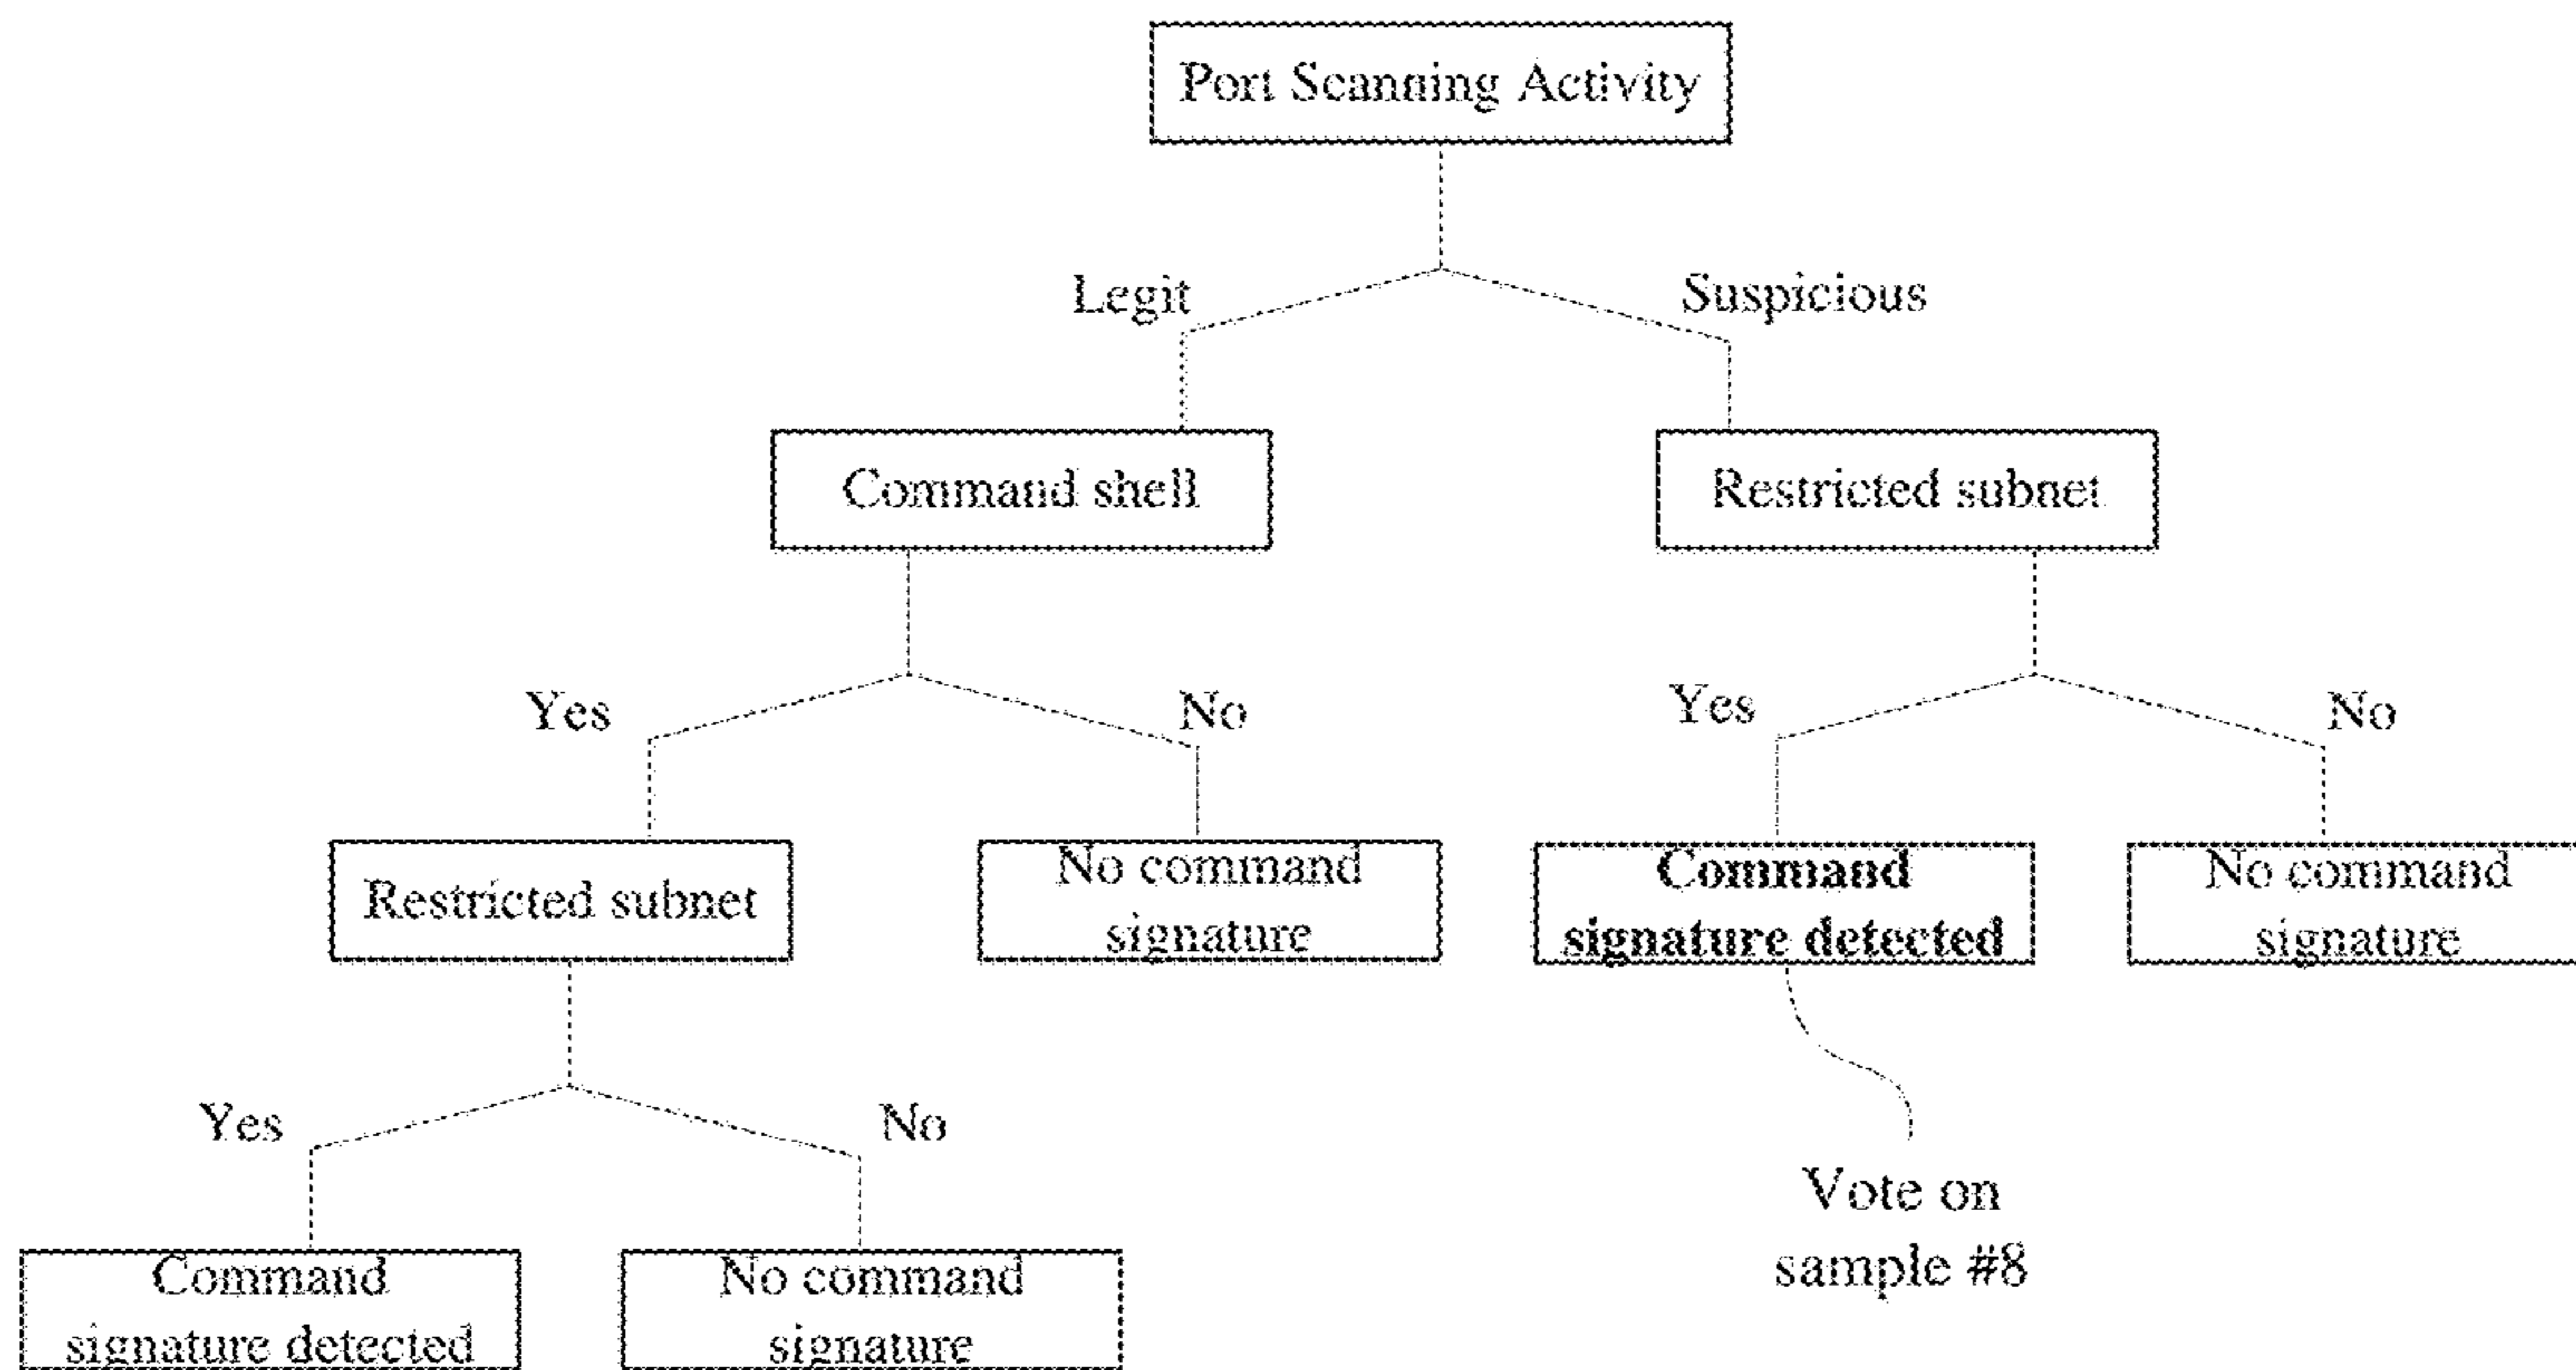 Port Scanning Activity
Legit
Suspicious
Command shell
Restricted subnet
Yes
No
Yes
No
Restricted subnet
No command
signature
Command
signature detected
No command
signature
Yes
No
Vote on
sample #8
Command
signature detected
No command
signature